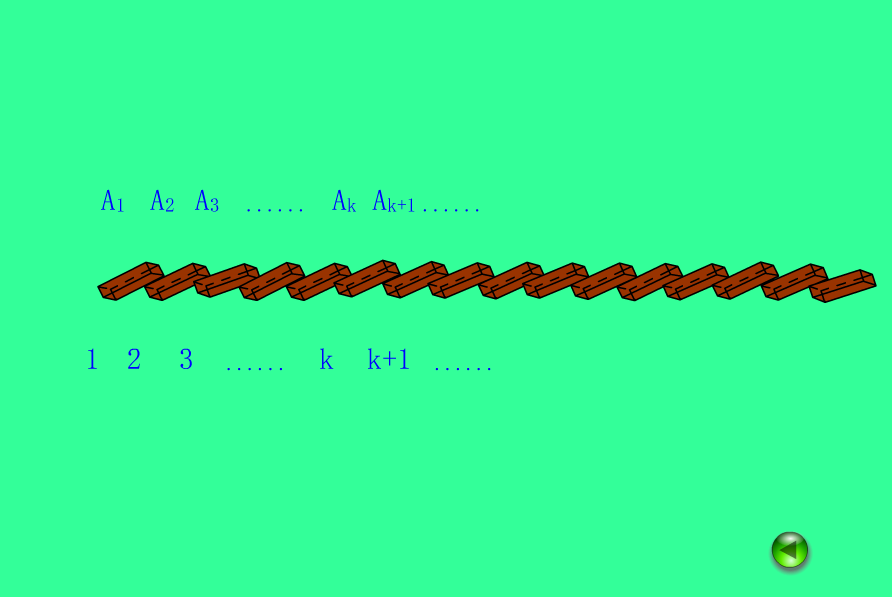 A₁ A₂ A₃ ...... Aₖ Aₖ₊₁ ......
1 2 3 ...... k k+1 ......